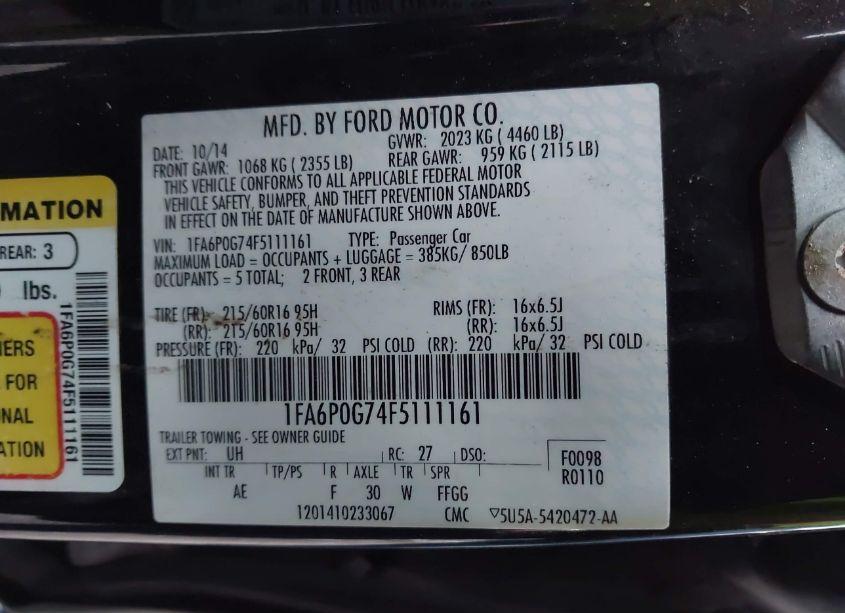 MFD. BY FORD MOTOR CO.
DATE: 10/14 GVWR: 2023 KG ( 4460 LB)
FRONT GAWR: 1068 KG ( 2355 LB) REAR GAWR: 959 KG ( 2115 LB)
THIS VEHICLE CONFORMS TO ALL APPLICABLE FEDERAL MOTOR
VEHICLE SAFETY, BUMPER, AND THEFT PREVENTION STANDARDS
IN EFFECT ON THE DATE OF MANUFACTURE SHOWN ABOVE.
VIN: 1FA6P0G74F5111161 TYPE: Passenger Car
MAXIMUM LOAD = OCCUPANTS + LUGGAGE = 385KG/ 850LB
OCCUPANTS = 5 TOTAL; 2 FRONT, 3 REAR
TIRE (FR): 215/60R16 95H RIMS (FR): 16x6.5J
(RR): 215/60R16 95H (RR): 16x6.5J
PRESSURE (FR): 220 kPa/ 32 PSI COLD (RR): 220 kPa/ 32 PSI COLD
1FA6P0G74F5111161
TRAILER TOWING - SEE OWNER GUIDE
EXT PNT: UH RC: 27 DSO: F0098
INT TR TP/PS R AXLE TR SPR R0110
AE F 30 W FFGG
1201410233067 CMC ▽5U5A-5420472-AA
MATION
REAR: 3
lbs.
IERS
FOR
NAL
ATION
1FA6P0G74F5111161